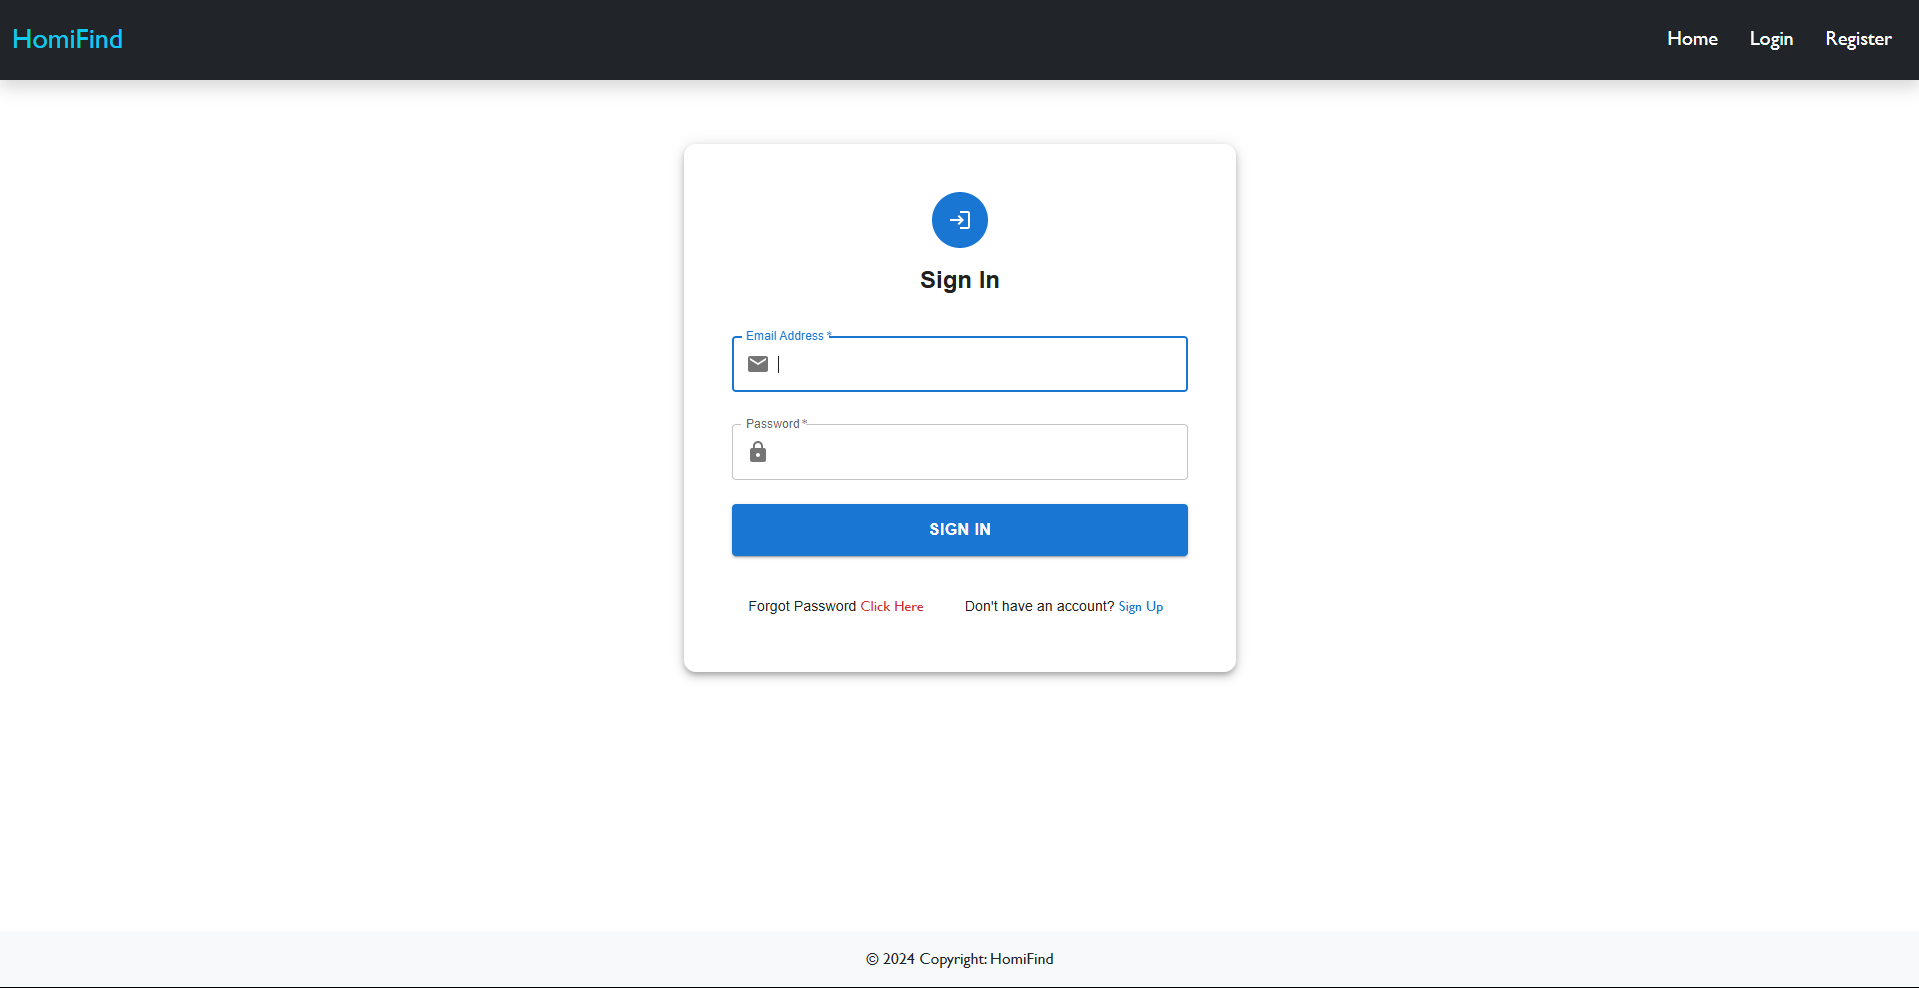 HomiFind
Home Login Register
Sign In
Email Address *
Password *
SIGN IN
Forgot Password Click Here Don't have an account? Sign Up
© 2024 Copyright: HomiFind